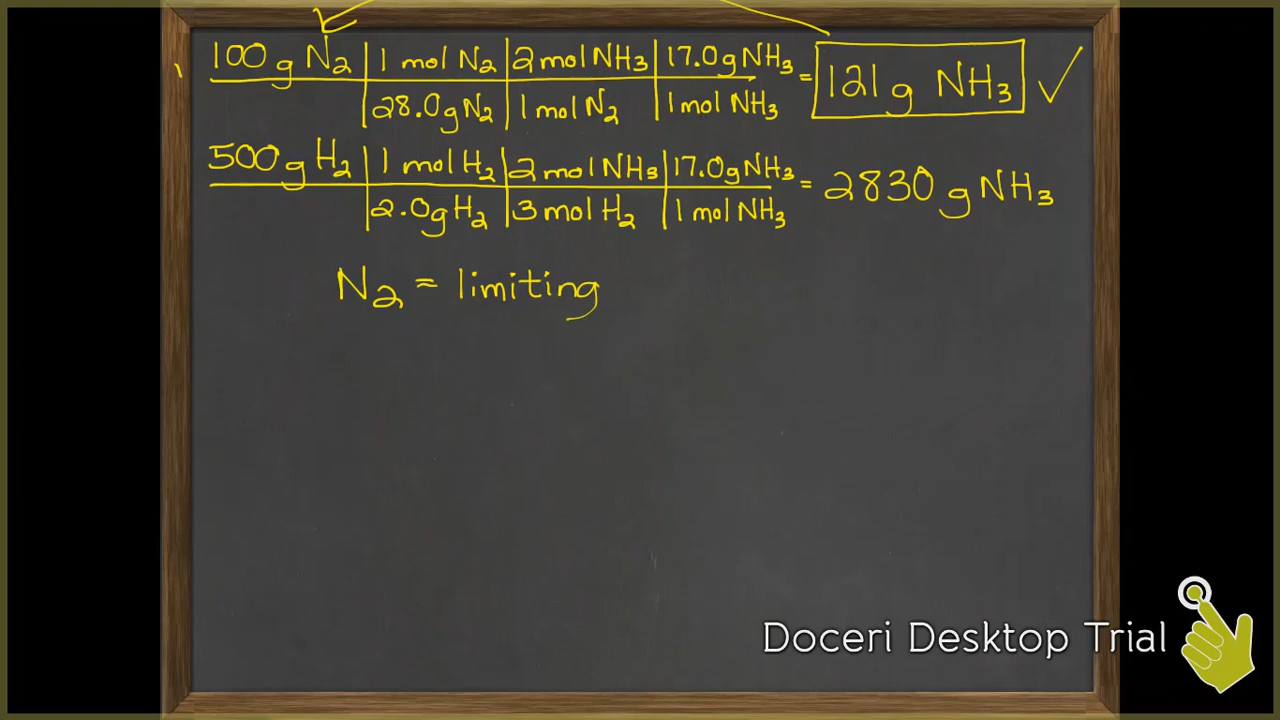 100 g N₂ | 1 mol N₂ | 2 mol NH₃ | 17.0 g NH₃ = 121 g NH₃ ✓
28.0 g N₂ | 1 mol N₂ | 1 mol NH₃
500 g H₂ | 1 mol H₂ | 2 mol NH₃ | 17.0 g NH₃ = 2830 g NH₃
2.0 g H₂ | 3 mol H₂ | 1 mol NH₃
N₂ = limiting
Doceri Desktop Trial